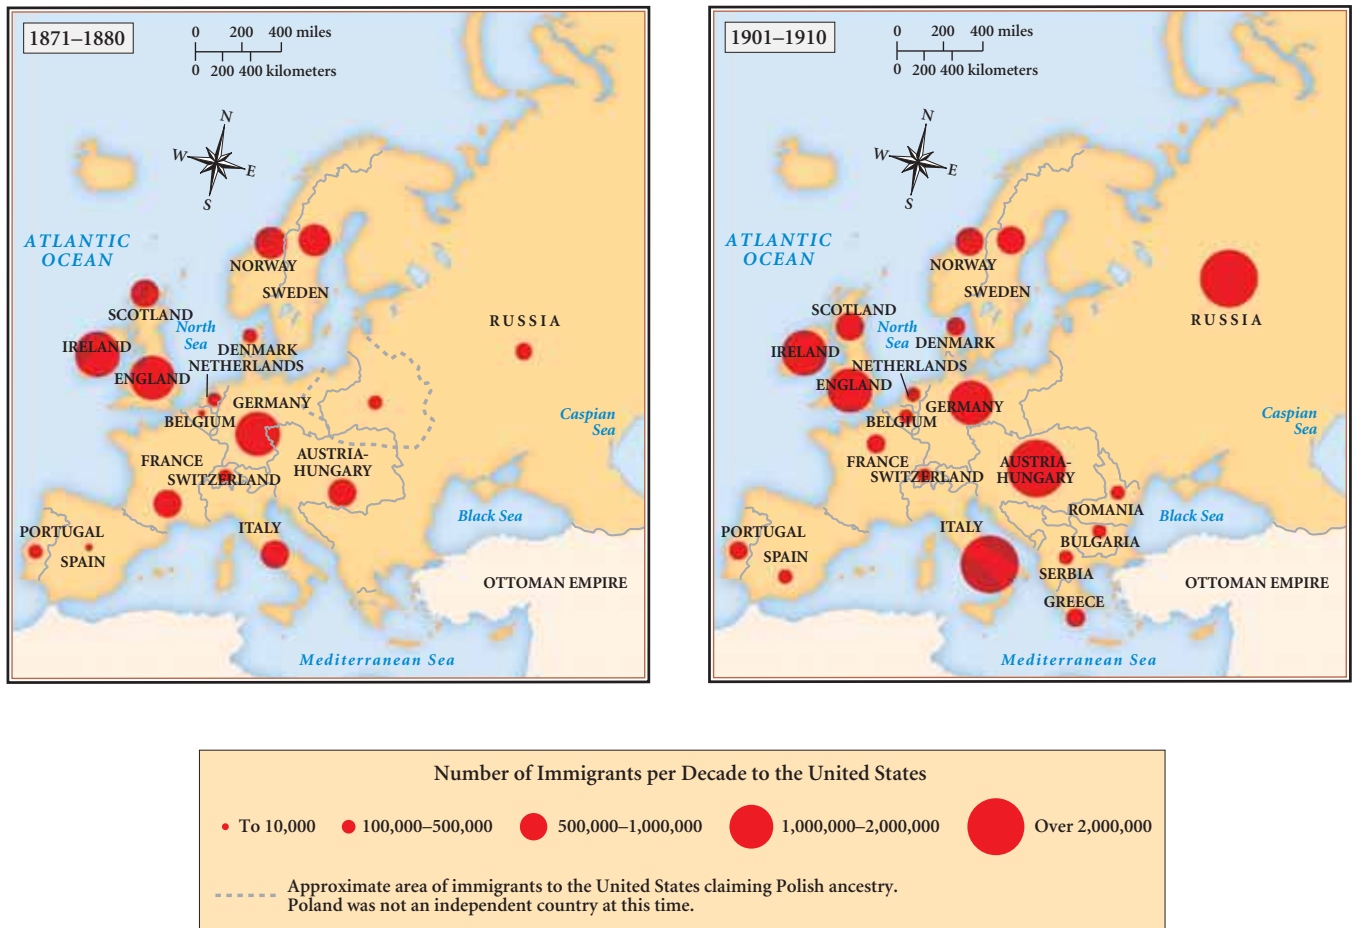 1871–1880
0 200 400 miles
0 200 400 kilometers
N
W
E
S
ATLANTIC
OCEAN
NORWAY
SWEDEN
SCOTLAND
North
Sea
RUSSIA
IRELAND
DENMARK
NETHERLANDS
ENGLAND
GERMANY
BELGIUM
Caspian
Sea
AUSTRIA-
HUNGARY
FRANCE
SWITZERLAND
Black Sea
ITALY
PORTUGAL
SPAIN
OTTOMAN EMPIRE
Mediterranean Sea
1901–1910
0 200 400 miles
0 200 400 kilometers
N
W
E
S
ATLANTIC
OCEAN
NORWAY
SWEDEN
SCOTLAND
North
Sea
RUSSIA
DENMARK
IRELAND
NETHERLANDS
ENGLAND
GERMANY
BELGIUM
Caspian
Sea
FRANCE
AUSTRIA-
HUNGARY
SWITZERLAND
ROMANIA
Black Sea
ITALY
PORTUGAL
BULGARIA
SPAIN
SERBIA
OTTOMAN EMPIRE
GREECE
Mediterranean Sea
Number of Immigrants per Decade to the United States
To 10,000 100,000–500,000 500,000–1,000,000 1,000,000–2,000,000 Over 2,000,000
Approximate area of immigrants to the United States claiming Polish ancestry.
Poland was not an independent country at this time.